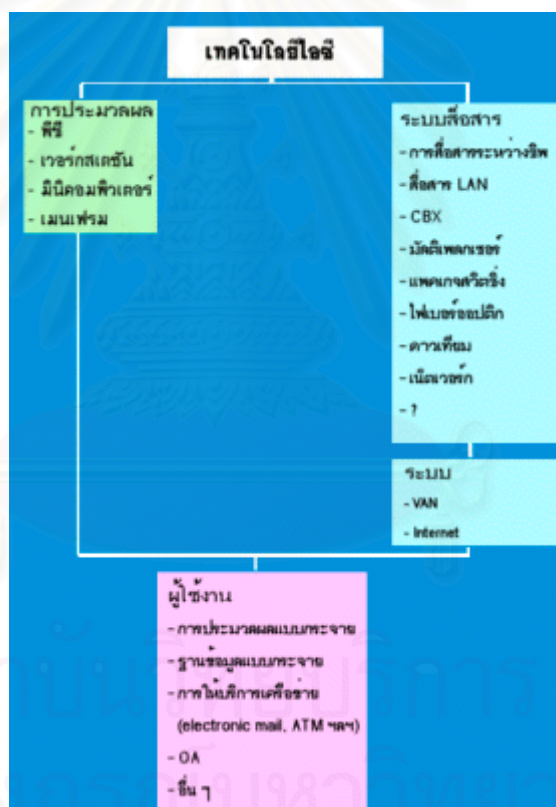 เทคโนโลยีไอซี
การประมวลผล
- พีซี
- เวอร์กสเตชัน
- มินิคอมพิวเตอร์
- เมนเฟรม
ระบบสื่อสาร
- การสื่อสารระหว่างชิพ
- สื่อสาร LAN
- CBX
- มัลติเพลกเซอร์
- แพคเกจสวิตชิ่ง
- ไฟเบอร์ออปติก
- ดาวเทียม
- เน็ตเวอร์ก
- ?
ระบบ
- VAN
- Internet
ผู้ใช้งาน
- การประมวลผลแบบกระจาย
- ฐานข้อมูลแบบกระจาย
- การให้บริการเครือข่าย
(electronic mail, ATM ฯลฯ)
- OA
- อื่น ๆ